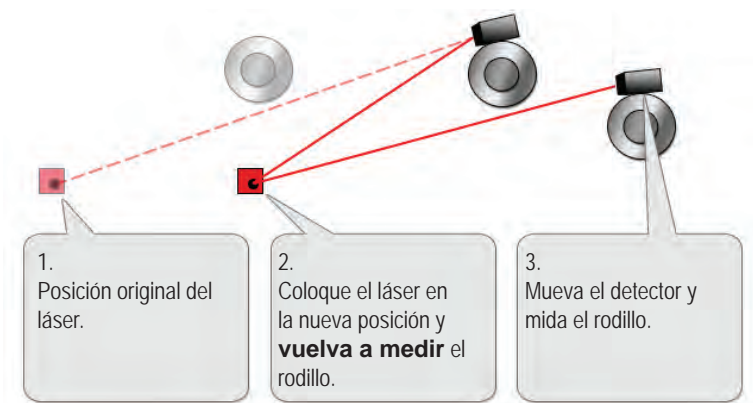 1.
Posición original del
láser.
2.
Coloque el láser en
la nueva posición y
vuelva a medir el
rodillo.
3.
Mueva el detector y
mida el rodillo.